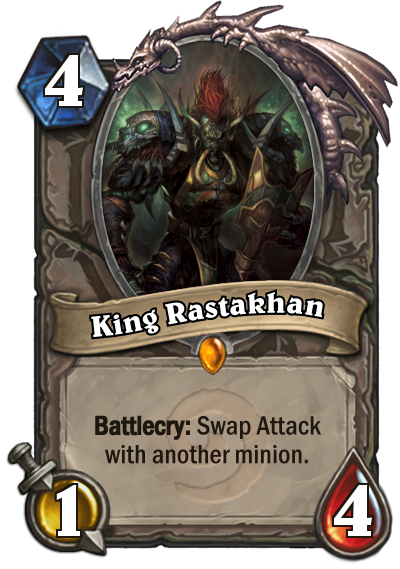 4
King Rastakhan
Battlecry: Swap Attack
with another minion.
1
4